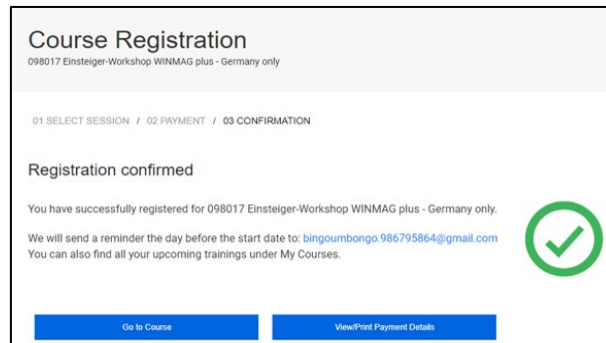 Course Registration
098017 Einsteiger-Workshop WINMAG plus - Germany only
01 SELECT SESSION / 02 PAYMENT / 03 CONFIRMATION
Registration confirmed
You have successfully registered for 098017 Einsteiger-Workshop WINMAG plus - Germany only.
We will send a reminder the day before the start date to: bingoumbongo.986795864@gmail.com
You can also find all your upcoming trainings under My Courses.
Go to Course
View/Print Payment Details